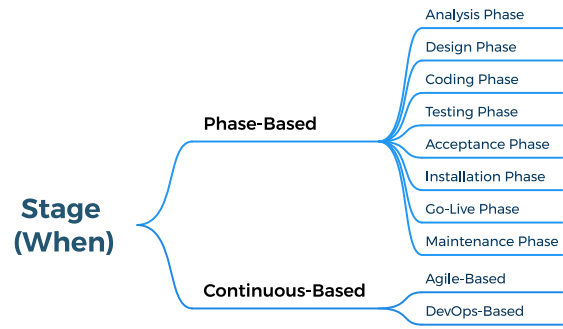 Stage
(When)
Phase-Based
Analysis Phase
Design Phase
Coding Phase
Testing Phase
Acceptance Phase
Installation Phase
Go-Live Phase
Maintenance Phase
Continuous-Based
Agile-Based
DevOps-Based